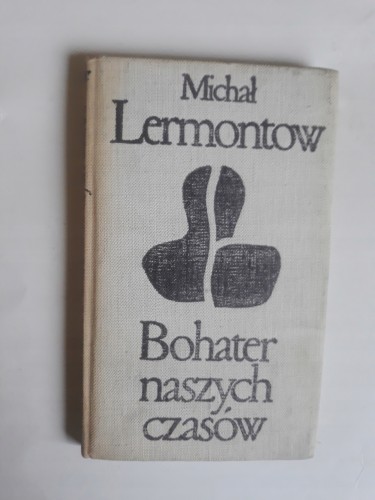 Michał
Lermontow
Bohater
naszych
czasów